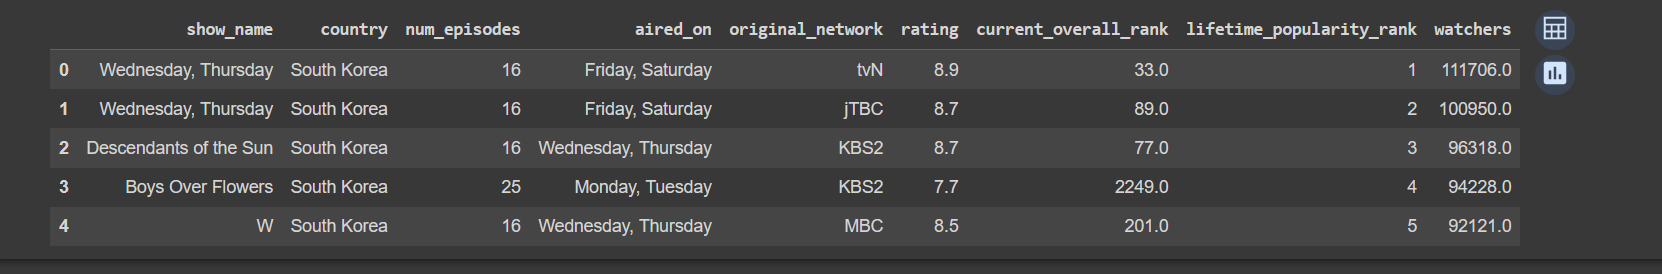 show_name country num_episodes aired_on original_network rating current_overall_rank lifetime_popularity_rank watchers
0 Wednesday, Thursday South Korea 16 Friday, Saturday tvN 8.9 33.0 1 111706.0
1 Wednesday, Thursday South Korea 16 Friday, Saturday jTBC 8.7 89.0 2 100950.0
2 Descendants of the Sun South Korea 16 Wednesday, Thursday KBS2 8.7 77.0 3 96318.0
3 Boys Over Flowers South Korea 25 Monday, Tuesday KBS2 7.7 2249.0 4 94228.0
4 W South Korea 16 Wednesday, Thursday MBC 8.5 201.0 5 92121.0